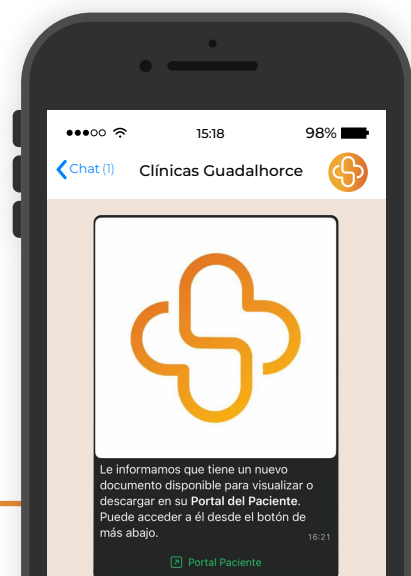 15:18
98%
Chat (1)
Clínicas Guadalhorce
Le informamos que tiene un nuevo
documento disponible para visualizar o
descargar en su Portal del Paciente.
Puede acceder a él desde el botón de
más abajo.
16:21
Portal Paciente